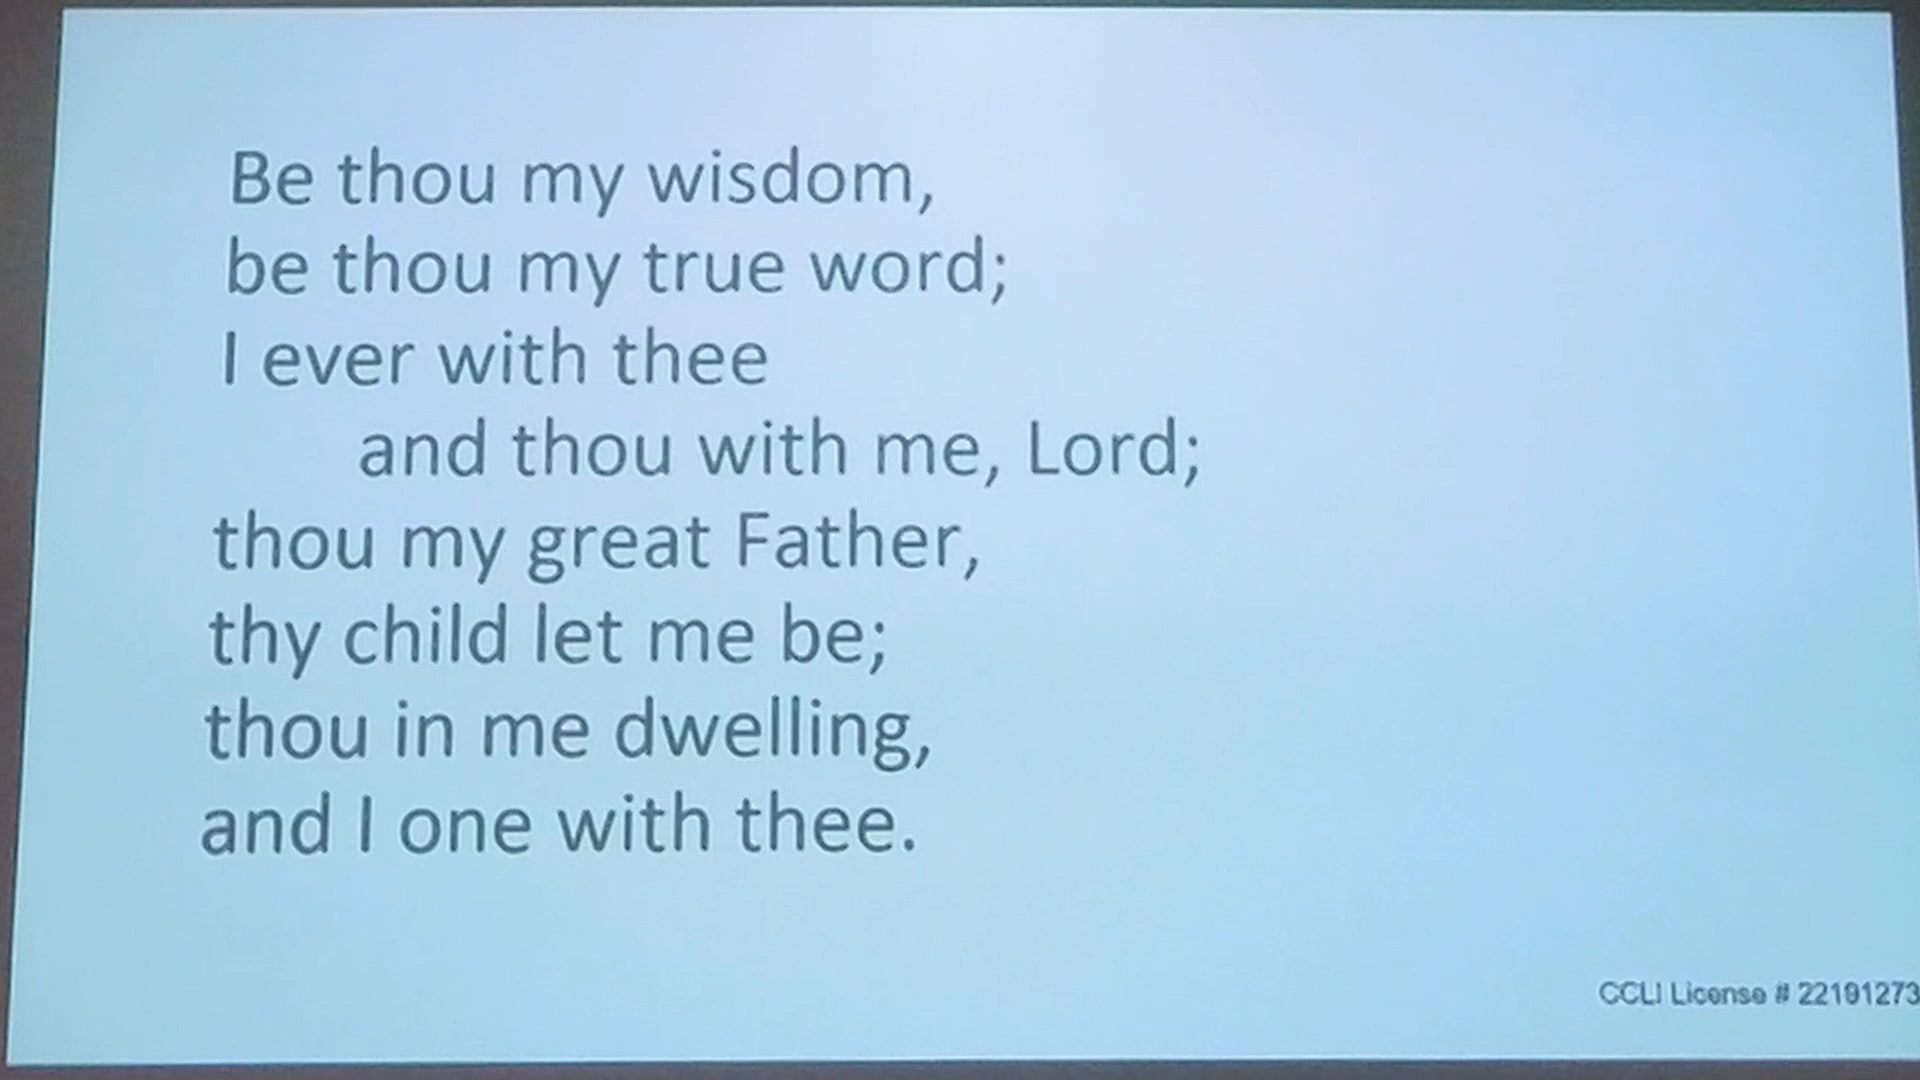 Be thou my wisdom,
be thou my true word;
I ever with thee
and thou with me, Lord;
thou my great Father,
thy child let me be;
thou in me dwelling,
and I one with thee.
CCLI License # 22191273